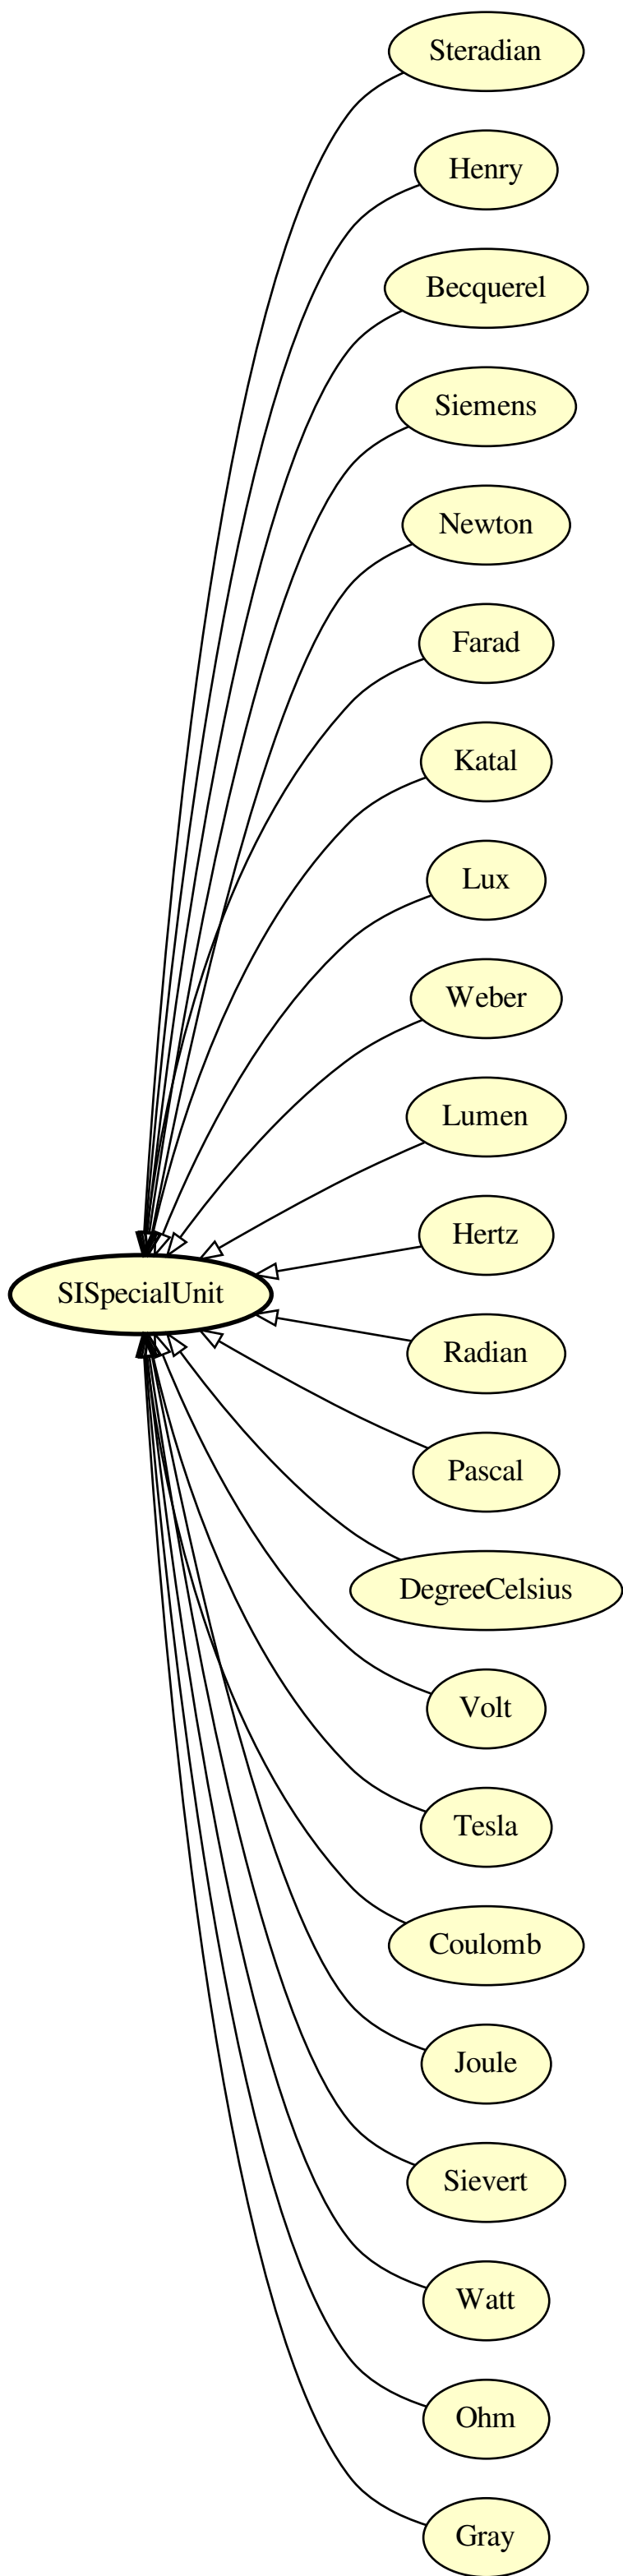 Steradian
Henry
Becquerel
Siemens
Newton
Farad
Katal
Lux
Weber
Lumen
Hertz
SISpecialUnit
Radian
Pascal
DegreeCelsius
Volt
Tesla
Coulomb
Joule
Sievert
Watt
Ohm
Gray